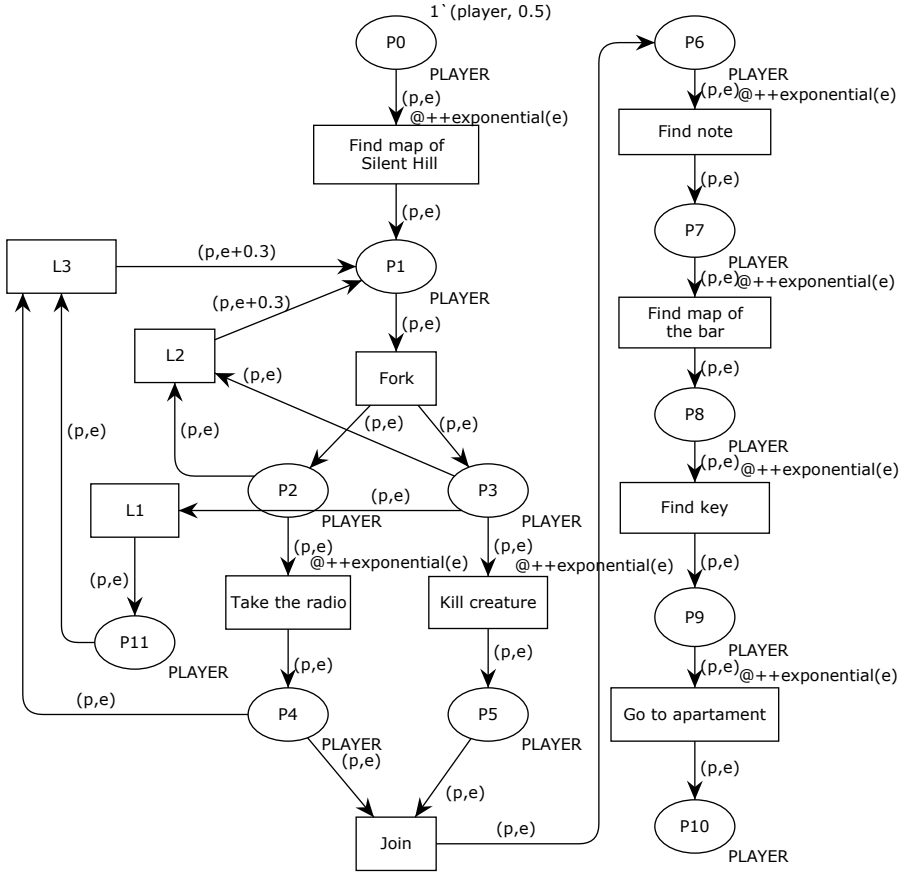 1`(player, 0.5)
P0
PLAYER
(p,e)
@++exponential(e)
Find map of
Silent Hill
(p,e)
L3
(p,e+0.3)
P1
PLAYER
(p,e+0.3)
(p,e)
L2
(p,e)
Fork
(p,e)
(p,e)
(p,e)
(p,e)
P2
PLAYER
P3
PLAYER
(p,e)
L1
(p,e)
@++exponential(e)
(p,e)
@++exponential(e)
(p,e)
Take the radio
Kill creature
P11
PLAYER
(p,e)
(p,e)
(p,e)
P4
PLAYER
P5
PLAYER
(p,e)
(p,e)
Join
(p,e)
P6
PLAYER
(p,e)
@++exponential(e)
Find note
(p,e)
P7
PLAYER
(p,e)
@++exponential(e)
Find map of
the bar
(p,e)
P8
PLAYER
(p,e)
@++exponential(e)
Find key
(p,e)
P9
PLAYER
(p,e)
@++exponential(e)
Go to apartament
(p,e)
P10
PLAYER